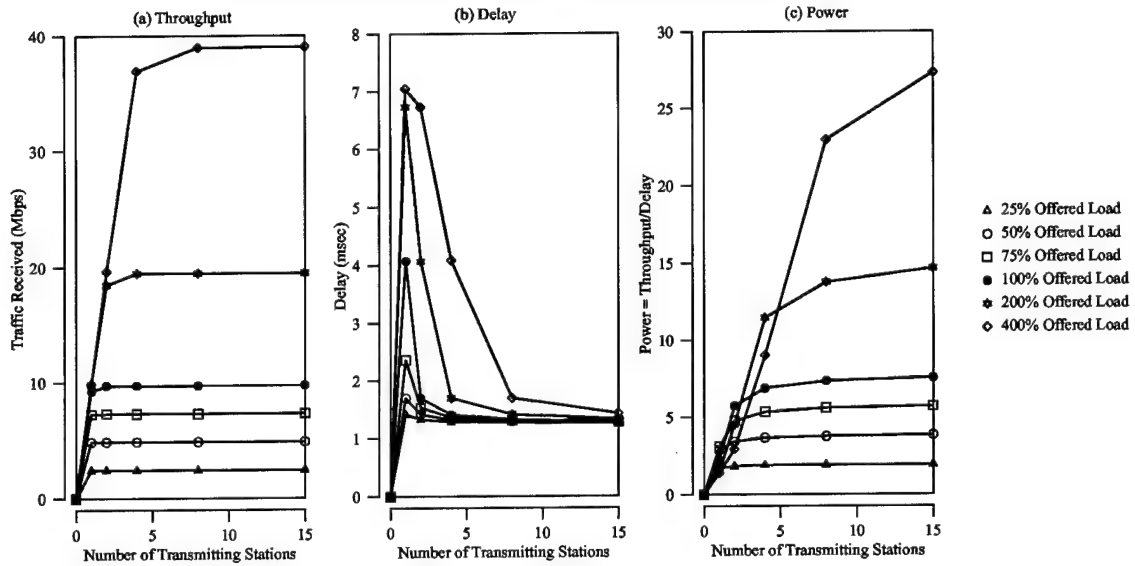 (a) Throughput
40
30
20
10
0
Traffic Received (Mbps)
0 5 10 15
Number of Transmitting Stations
(b) Delay
8
7
6
5
4
3
2
1
0
Delay (msec)
0 5 10 15
Number of Transmitting Stations
(c) Power
30
25
20
15
10
5
0
Power = Throughput/Delay
0 5 10 15
Number of Transmitting Stations
25% Offered Load
50% Offered Load
75% Offered Load
100% Offered Load
200% Offered Load
400% Offered Load